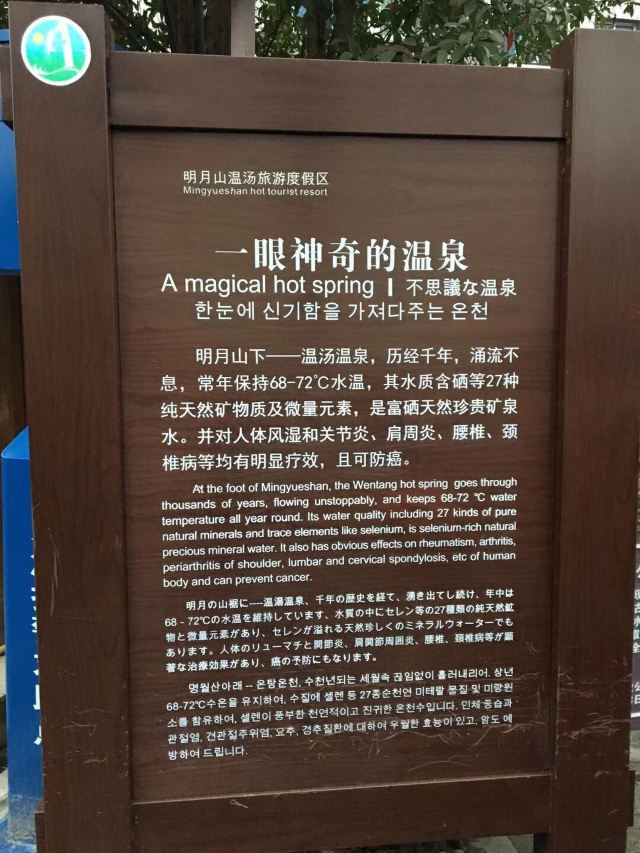 明月山温汤旅游度假区
Mingyueshan hot tourist resort
一眼神奇的温泉
A magical hot spring | 不思議な温泉
한눈에 신기함을 가져다주는 온천
明月山下——温汤温泉，历经千年，涌流不
息，常年保持68-72℃水温，其水质含硒等27种
纯天然矿物质及微量元素，是富硒天然珍贵矿泉
水。并对人体风湿和关节炎、肩周炎、腰椎、颈
椎病等均有明显疗效，且可防癌。
At the foot of Mingyueshan, the Wentang hot spring goes through
thousands of years, flowing unstoppably, and keeps 68-72 ℃ water
temperature all year round. Its water quality including 27 kinds of pure
natural minerals and trace elements like selenium, is selenium-rich natural
precious mineral water. It also has obvious effects on rheumatism, arthritis,
periarthritis of shoulder, lumbar and cervical spondylosis, etc of human
body and can prevent cancer.
明月の山裾に----温湯温泉、千年の歴史を経て、湧き出てし続け、年中は
68 - 72℃の水温を維持しています、水質の中にセレン等の27種類の純天然鉱
物と微量元素があり、セレンが溢れる天然珍しくのミネラルウォーターでも
あります。人体のリューマチと関節炎、肩関節周囲炎、腰椎、頚椎病等が顕
著な治療効果があり、癌の予防にもなります。
명월산아래 -- 온탕온천, 수천년되는 세월속 끊임없이 흘러내리어, 상년
68-72℃수온을 유지하여, 수질에 셀렌 등 27종순천연 미테랄 물질 및 미량원
소를 함유하여, 셀렌이 풍부한 천연적이고 진귀한 온천수입니다. 인체 풍습과
관절염, 견관절주위염, 요추, 경추질환에 대하여 우월한 효능이 있고, 암도 예
방하여 드립니다.